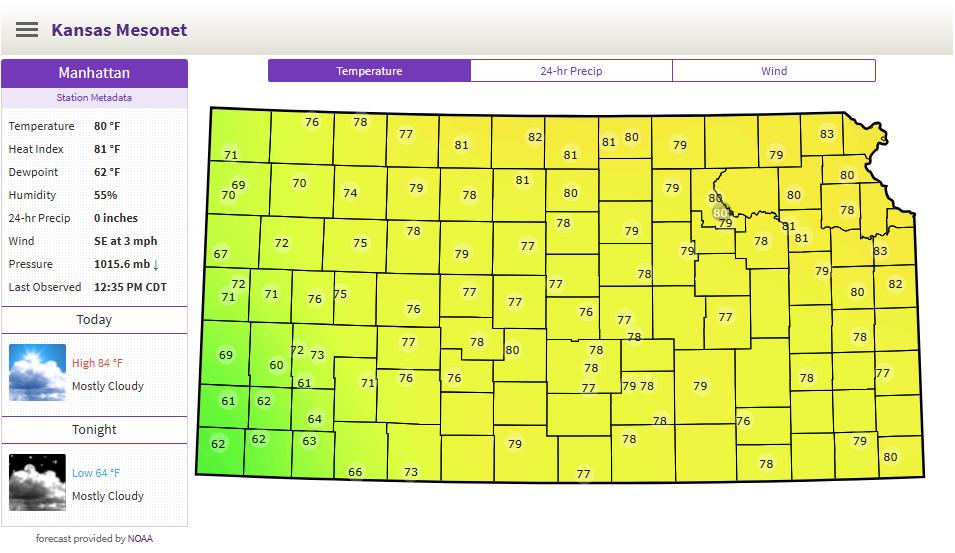 Kansas Mesonet
Manhattan
Station Metadata
Temperature 80 °F
Heat Index 81 °F
Dewpoint 62 °F
Humidity 55%
24-hr Precip 0 inches
Wind SE at 3 mph
Pressure 1015.6 mb ↓
Last Observed 12:35 PM CDT
Today
High 84 °F
Mostly Cloudy
Tonight
Low 64 °F
Mostly Cloudy
forecast provided by NOAA
Temperature 24-hr Precip Wind
76 78 77 81 82 81 81 80 79 79 83
71
69 70 70 74 79 78 81 80 79 80 80 80 78
80
79
67 72 75 78 79 77 78 79 79 78 81 81 83
72 71 71 76 75 76 77 77 77 76 78 77 77 79 80 82
69 60 72 73 77 78 80 78 78 78 77
61 71 76 76 78 77 79 78 79 78
61 62 64 78 76
62 62 63 66 73 79 77 78 78 79 80